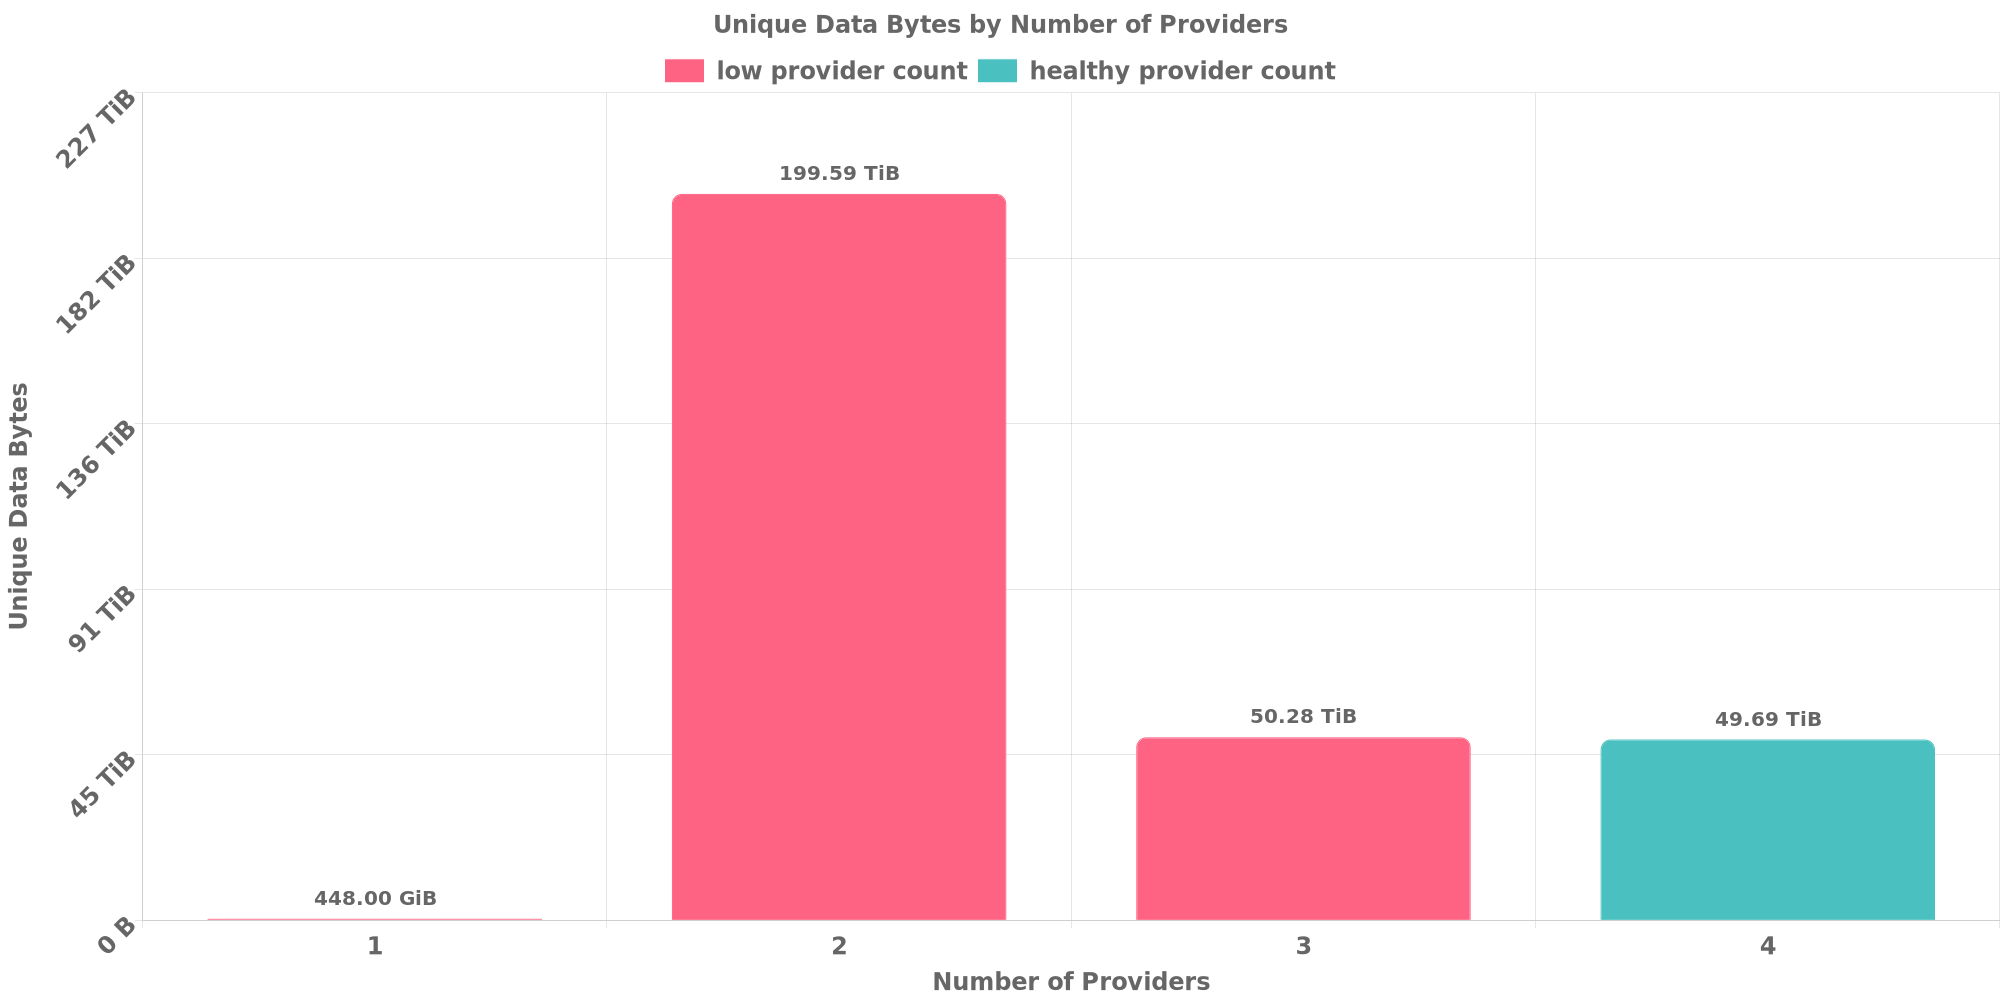 Unique Data Bytes by Number of Providers
low provider count
healthy provider count
227 TiB
182 TiB
136 TiB
91 TiB
45 TiB
0 B
Unique Data Bytes
448.00 GiB
199.59 TiB
50.28 TiB
49.69 TiB
1
2
3
4
Number of Providers